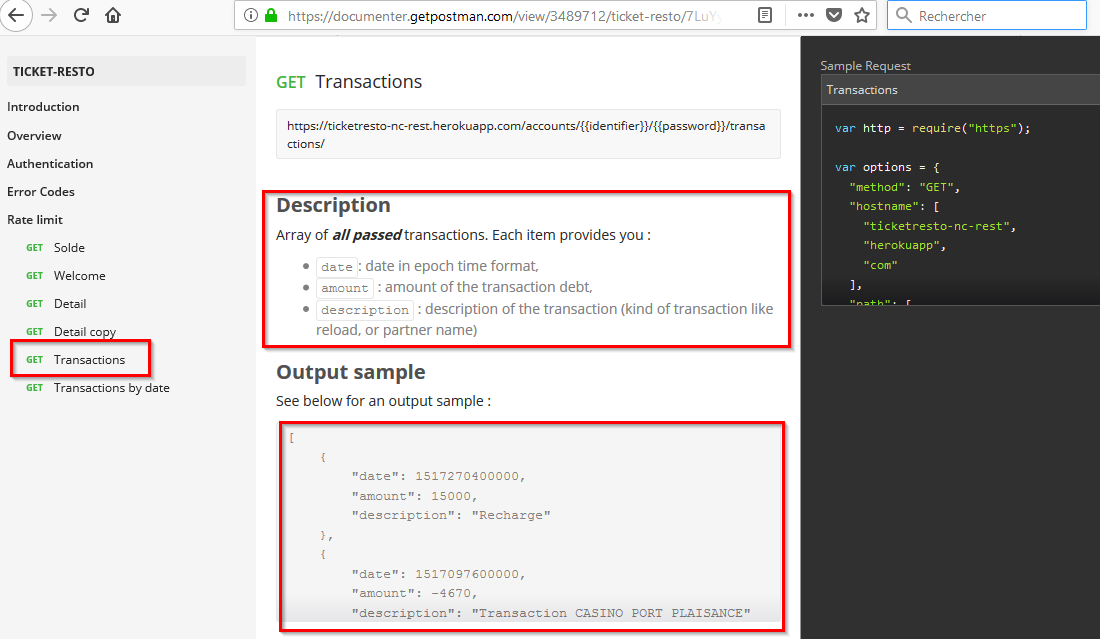 https://documenter.getpostman.com/view/3489712/ticket-resto/7LuY
Rechercher
TICKET-RESTO
Introduction
Overview
Authentication
Error Codes
Rate limit
GET Solde
GET Welcome
GET Detail
GET Detail copy
GET Transactions
GET Transactions by date
GET Transactions
https://ticketresto-nc-rest.herokuapp.com/accounts/{{identifier}}/{{password}}/transa
ctions/
Description
Array of all passed transactions. Each item provides you :
date : date in epoch time format,
amount : amount of the transaction debt,
description : description of the transaction (kind of transaction like
reload, or partner name)
Output sample
See below for an output sample :
[
{
"date": 1517270400000,
"amount": 15000,
"description": "Recharge"
},
{
"date": 1517097600000,
"amount": -4670,
"description": "Transaction CASINO PORT PLAISANCE"
Sample Request
Transactions
var http = require("https");
var options = {
"method": "GET",
"hostname": [
"ticketresto-nc-rest",
"herokuapp",
"com"
],
"path": [